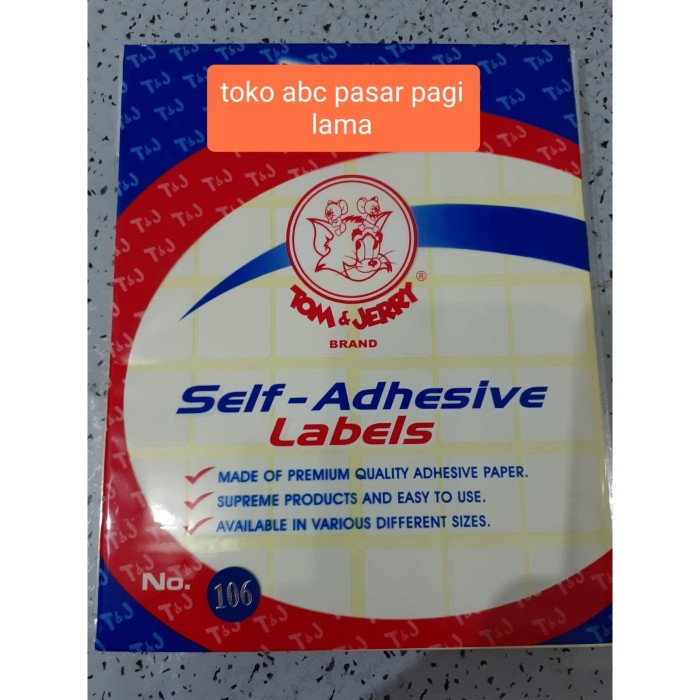 toko abc pasar pagi
lama
TOM & JERRY
®
BRAND
Self-Adhesive
Labels
MADE OF PREMIUM QUALITY ADHESIVE PAPER.
SUPREME PRODUCTS AND EASY TO USE.
AVAILABLE IN VARIOUS DIFFERENT SIZES.
No. 106
T&J